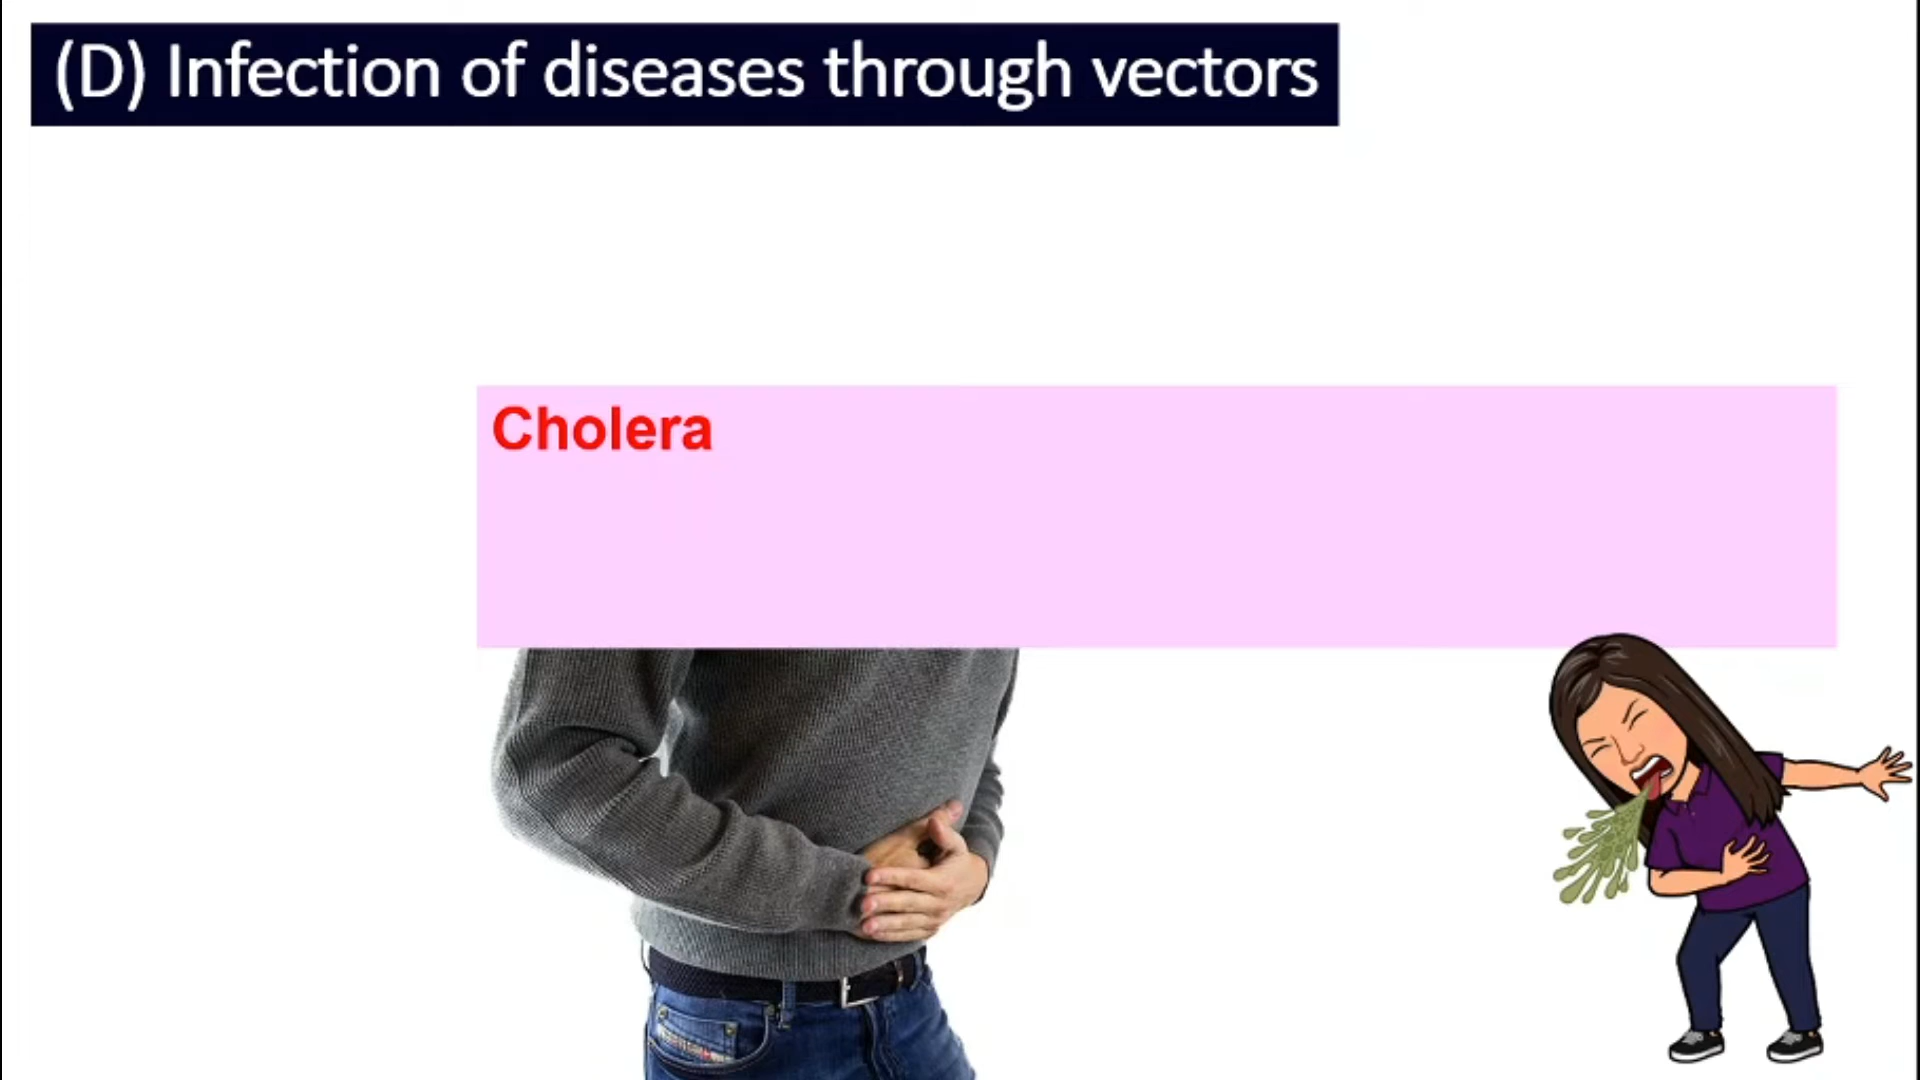 (D) Infection of diseases through vectors
Cholera